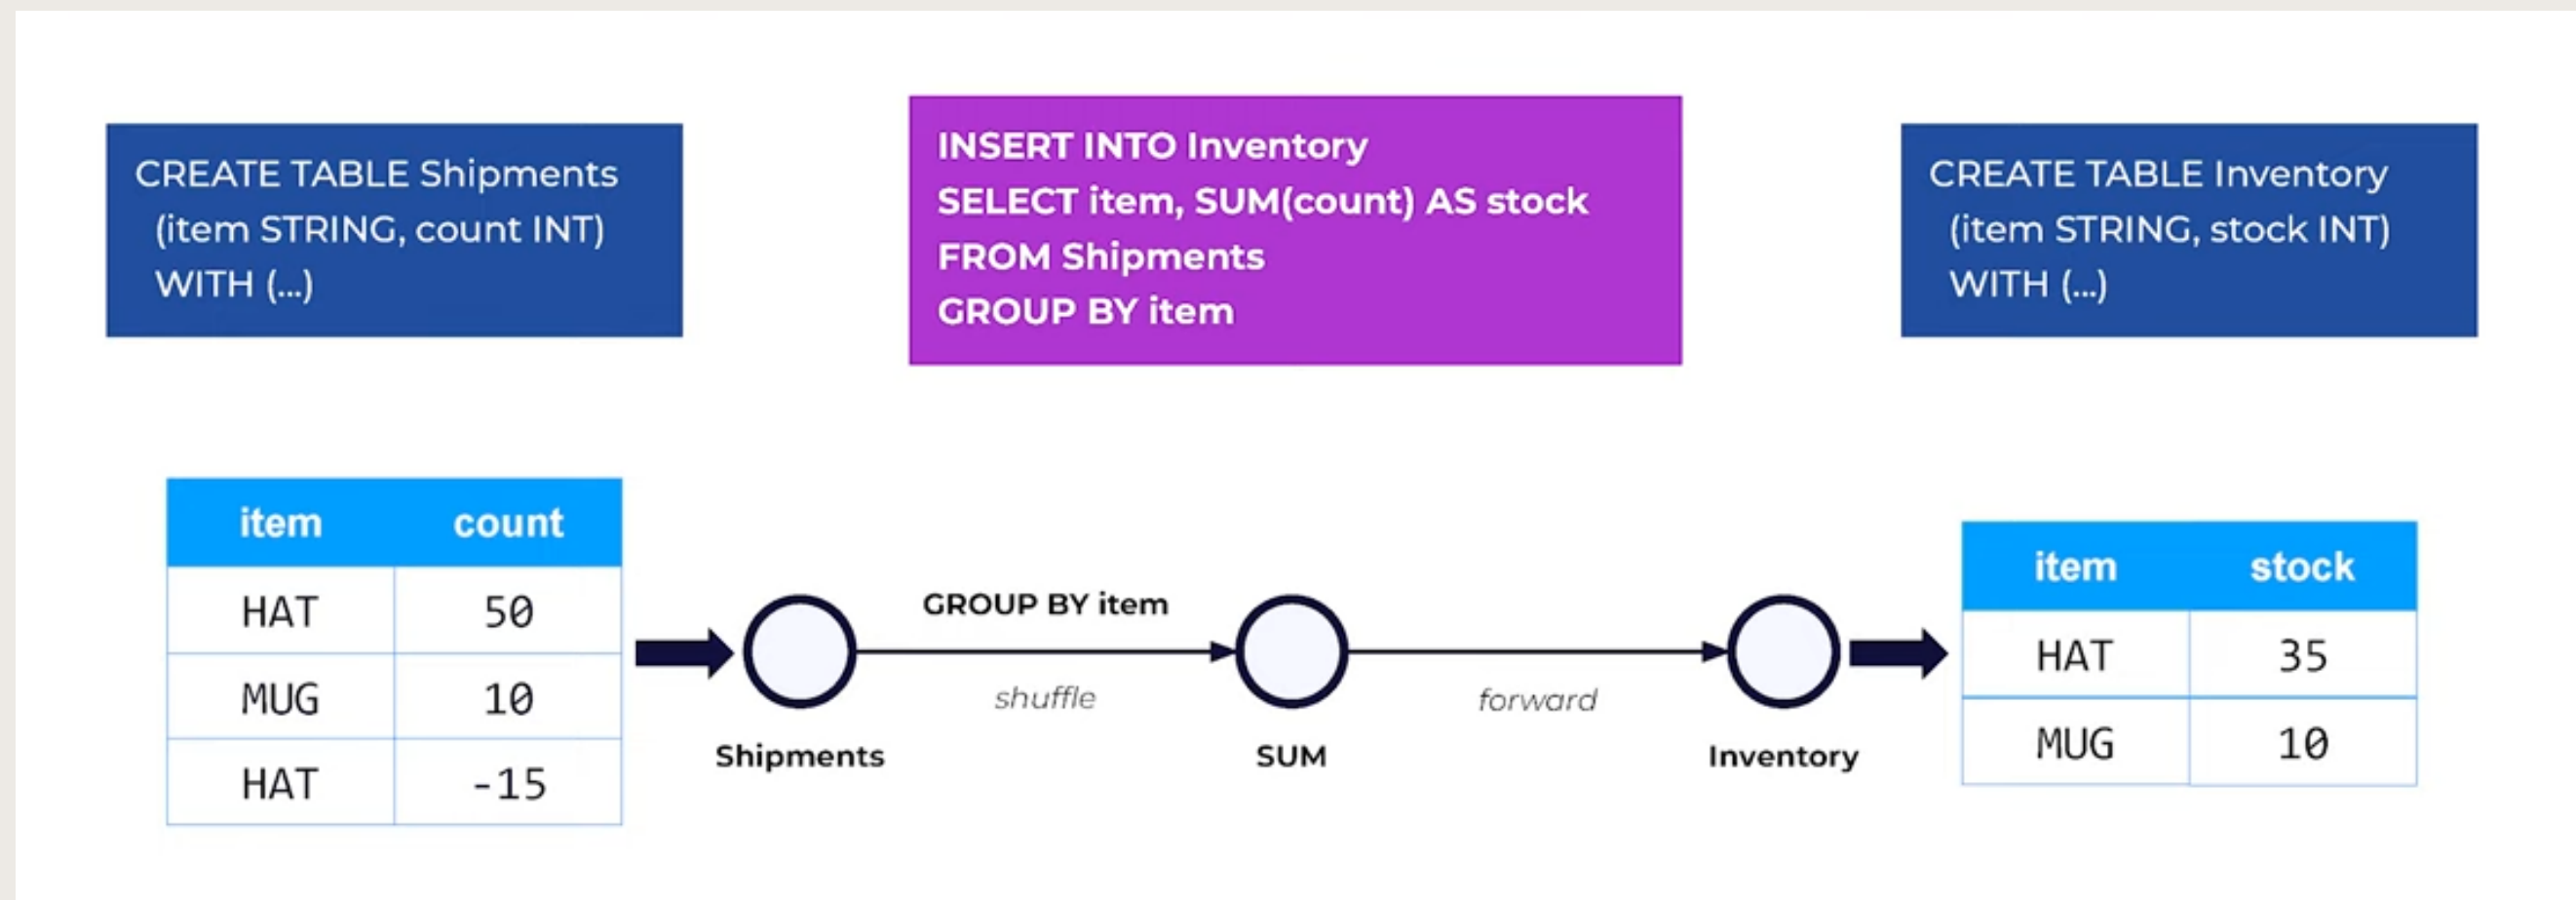 CREATE TABLE Shipments
(item STRING, count INT)
WITH (...)
INSERT INTO Inventory
SELECT item, SUM(count) AS stock
FROM Shipments
GROUP BY item
CREATE TABLE Inventory
(item STRING, stock INT)
WITH (...)
item count
HAT 50
MUG 10
HAT -15
GROUP BY item
shuffle
forward
Shipments
SUM
Inventory
item stock
HAT 35
MUG 10